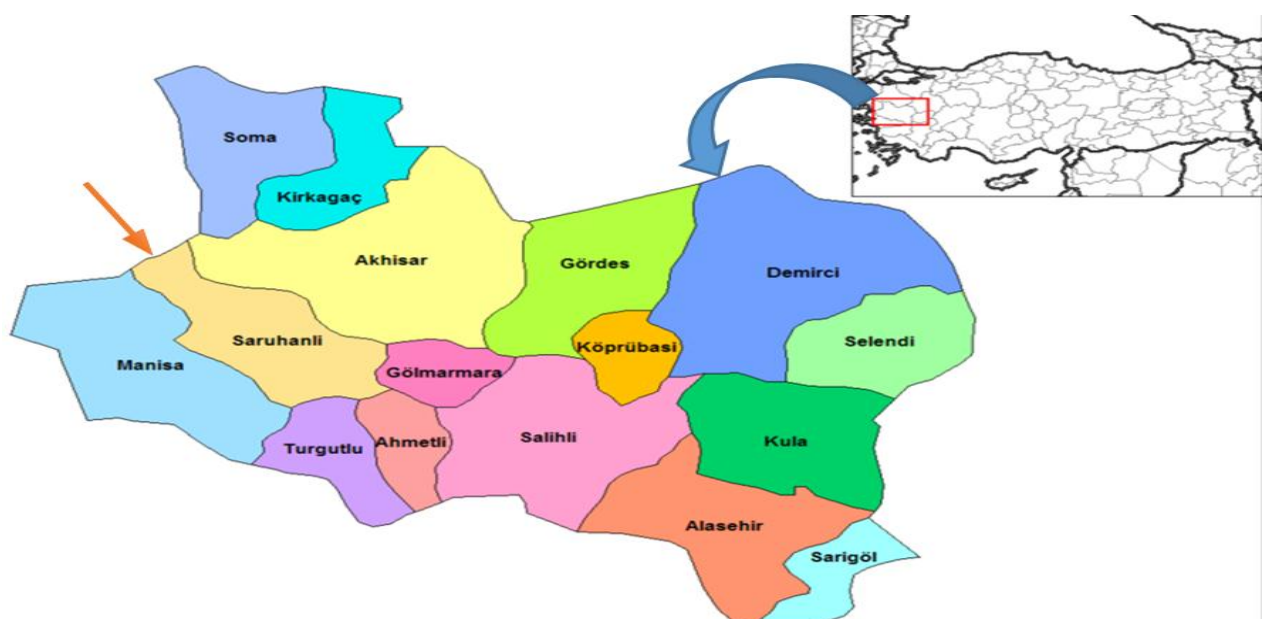 Soma
Kirkagaç
Akhisar
Gördes
Demirci
Saruhanli
Köprübasi
Selendi
Manisa
Gölmarmara
Turgutlu
Ahmetli
Salihli
Kula
Alasehir
Sarigöl